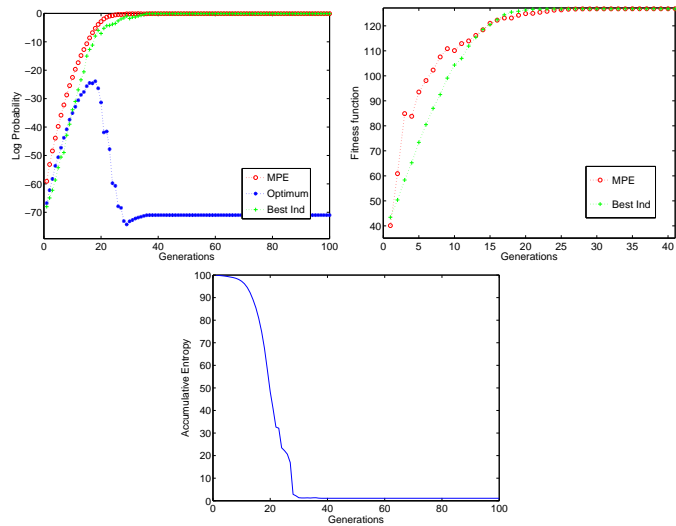 Log Probability
0
−10
−20
−30
−40
−50
−60
−70
0 20 40 60 80 100
Generations
MPE
Optimum
Best Ind
Fitness function
120
110
100
90
80
70
60
50
40
0 5 10 15 20 25 30 35 40
Generations
MPE
Best Ind
Accumulative Entropy
100
90
80
70
60
50
40
30
20
10
0
0 20 40 60 80 100
Generations